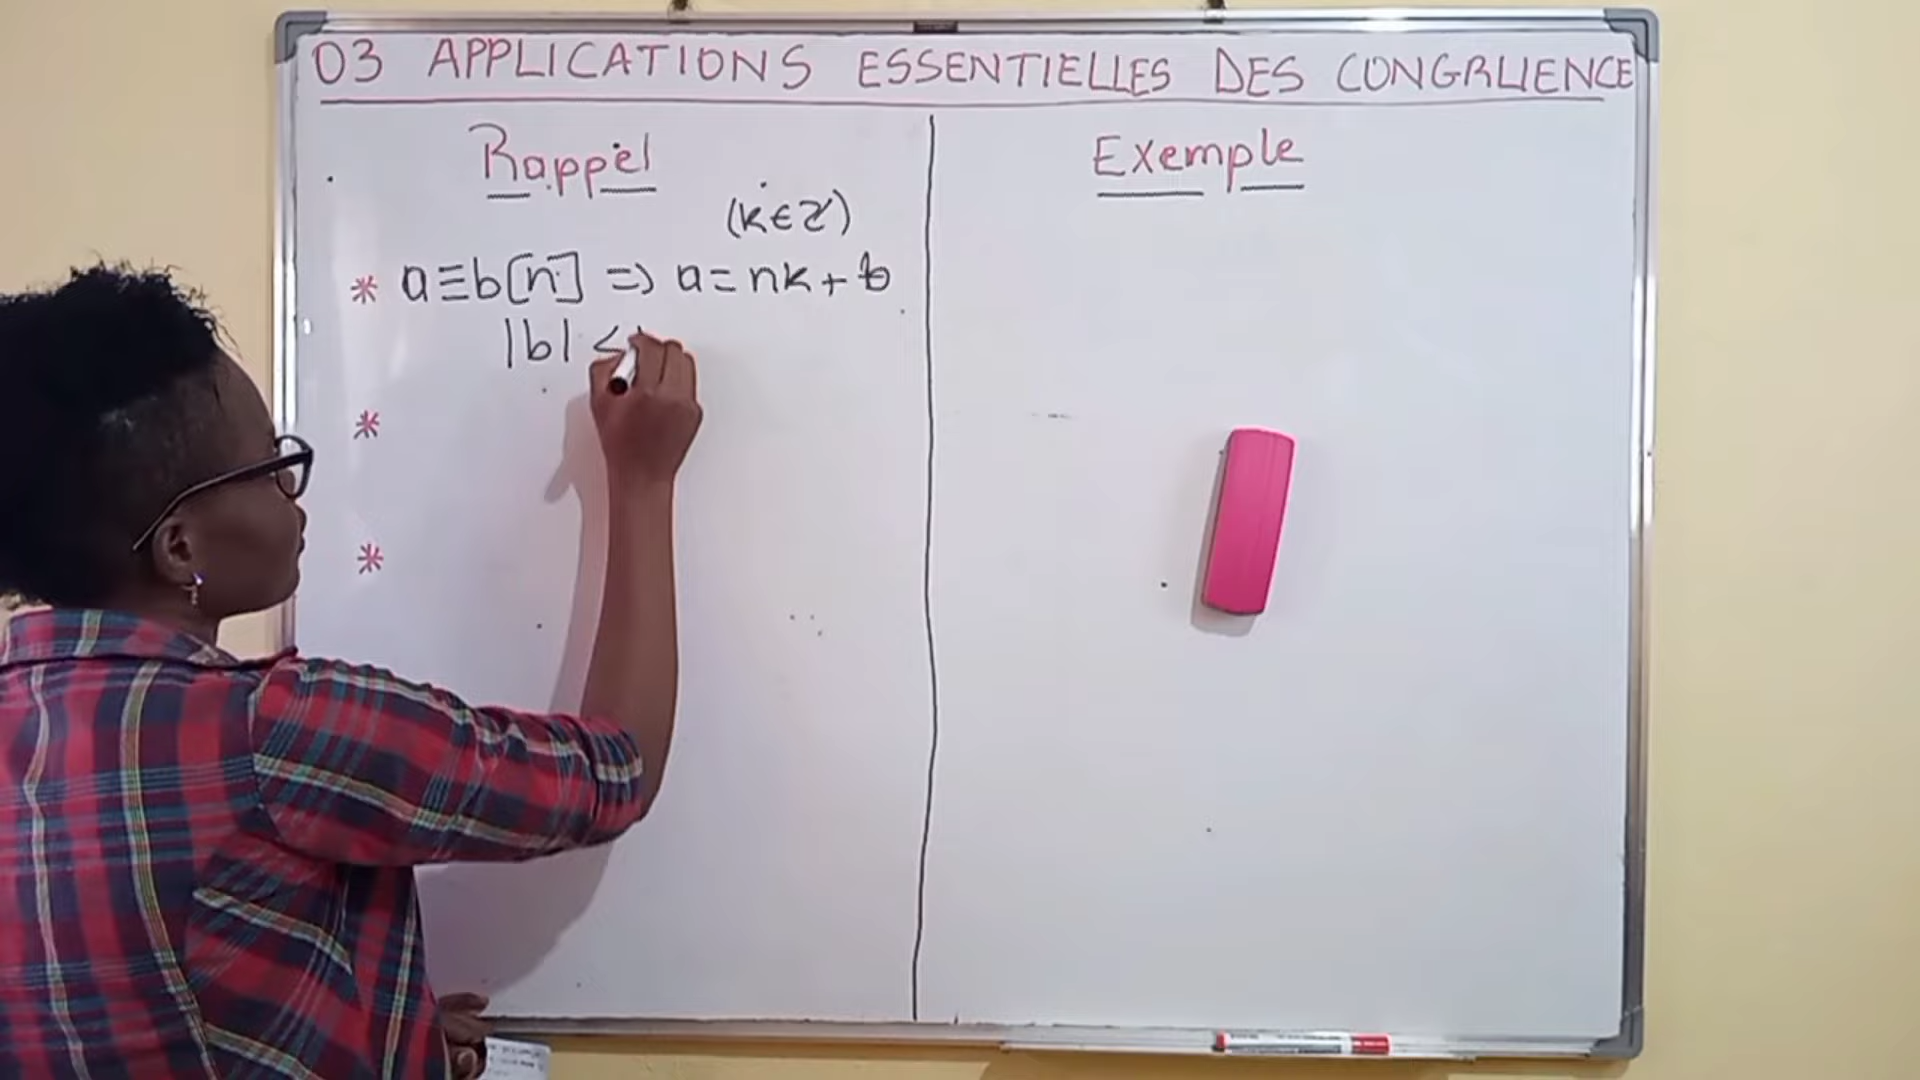 03 APPLICATIONS ESSENTIELLES DES CONGRUENCE
Rappel
(k∈Z)
* a≡b[n] => a=nk+b
|b| <
*
*
Exemple